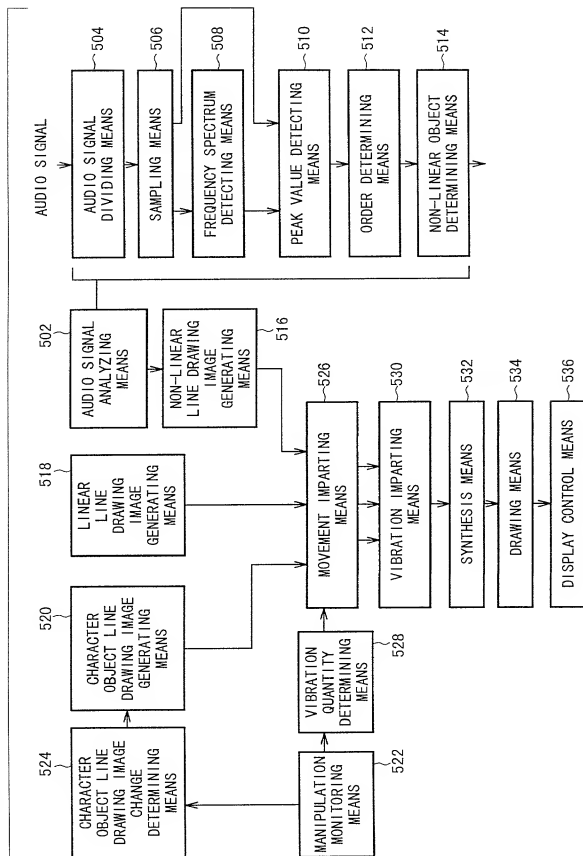 AUDIO SIGNAL
504
AUDIO SIGNAL
DIVIDING MEANS
506
SAMPLING MEANS
508
FREQUENCY SPECTRUM
DETECTING MEANS
510
PEAK VALUE DETECTING
MEANS
512
ORDER DETERMINING
MEANS
514
NON-LINEAR OBJECT
DETERMINING MEANS
502
AUDIO SIGNAL
ANALYZING
MEANS
516
NON-LINEAR
LINE DRAWING
IMAGE
GENERATING
MEANS
518
LINEAR
LINE
DRAWING
IMAGE
GENERATING
MEANS
520
CHARACTER
OBJECT LINE
DRAWING IMAGE
GENERATING
MEANS
524
CHARACTER
OBJECT LINE
DRAWING IMAGE
CHANGE
DETERMINING
MEANS
522
MANIPULATION
MONITORING
MEANS
528
VIBRATION
QUANTITY
DETERMINING
MEANS
526
MOVEMENT IMPARTING
MEANS
530
VIBRATION IMPARTING
MEANS
532
SYNTHESIS MEANS
534
DRAWING MEANS
536
DISPLAY CONTROL MEANS